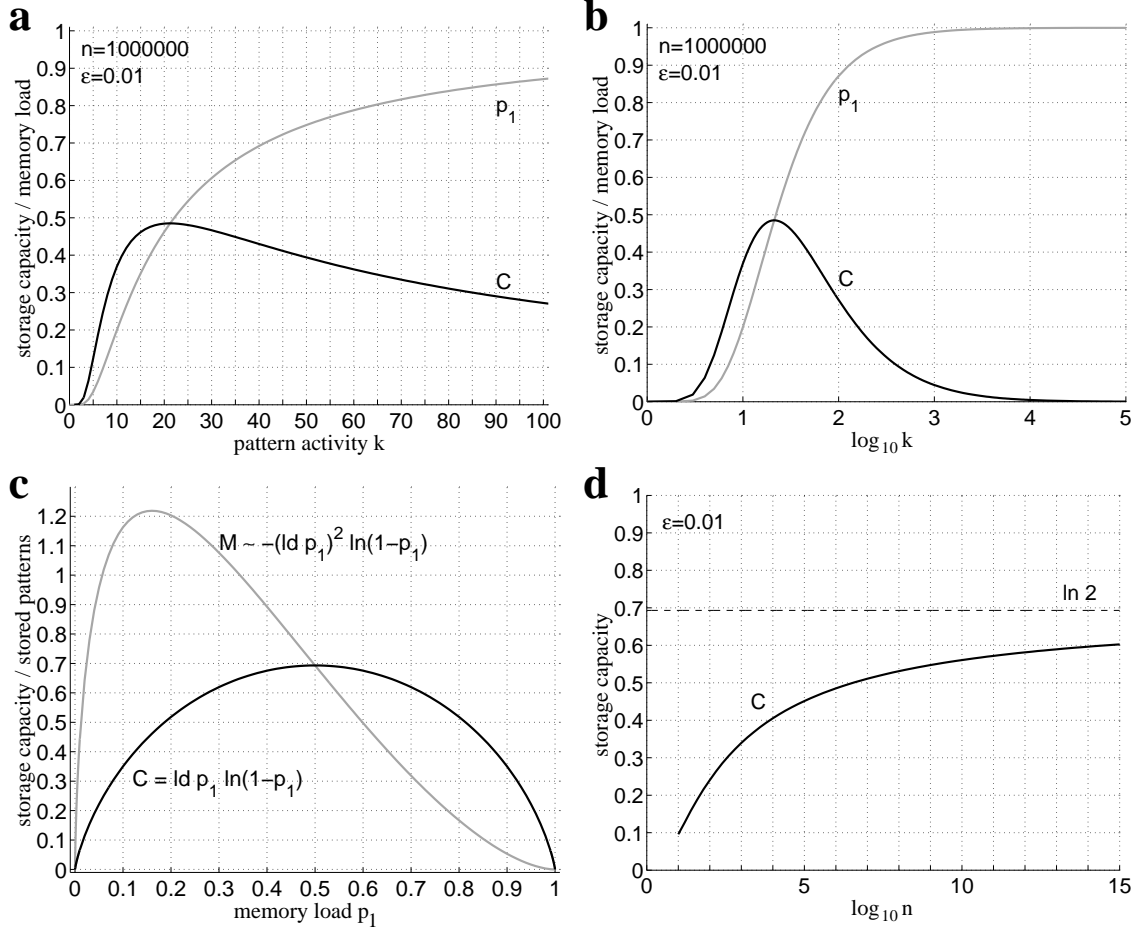 a
n=1000000
ε=0.01
p1
C
storage capacity / memory load
1
0.9
0.8
0.7
0.6
0.5
0.4
0.3
0.2
0.1
0
0 10 20 30 40 50 60 70 80 90 100
pattern activity k
b
n=1000000
ε=0.01
p1
C
storage capacity / memory load
1
0.9
0.8
0.7
0.6
0.5
0.4
0.3
0.2
0.1
0
0 1 2 3 4 5
log10 k
c
M ~ −(ld p1)2 ln(1−p1)
C = ld p1 ln(1−p1)
storage capacity / stored patterns
1.2
1.1
1
0.9
0.8
0.7
0.6
0.5
0.4
0.3
0.2
0.1
0
0 0.1 0.2 0.3 0.4 0.5 0.6 0.7 0.8 0.9 1
memory load p1
d
ε=0.01
ln 2
C
storage capacity
1
0.9
0.8
0.7
0.6
0.5
0.4
0.3
0.2
0.1
0
0 5 10 15
log10 n